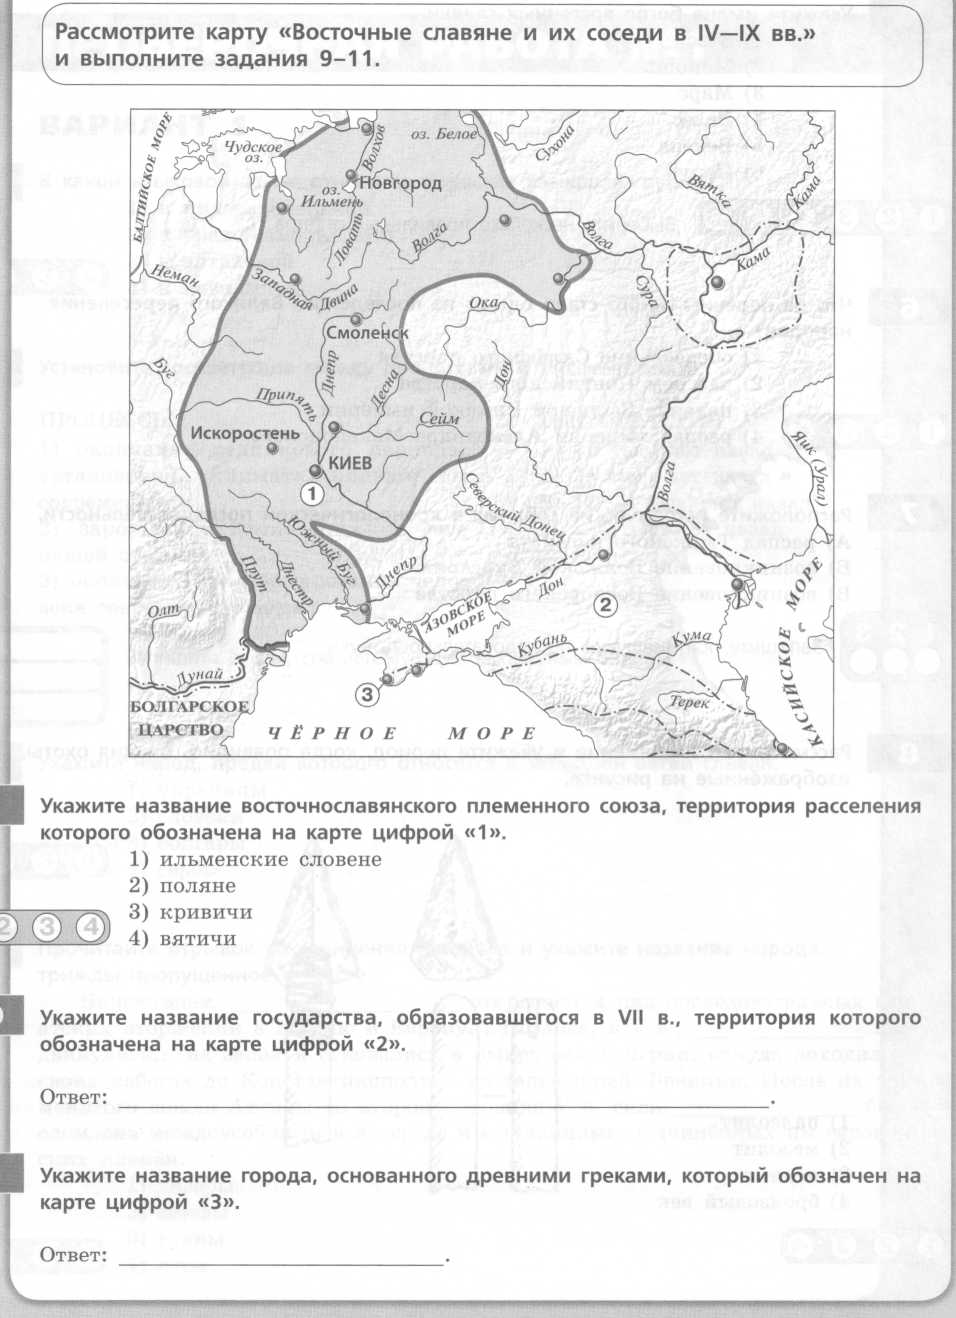 Рассмотрите карту «Восточные славяне и их соседи в IV—IX вв.»
и выполните задания 9–11.
БАЛТИЙСКОЕ МОРЕ
Чудское
оз.
Волхов
оз. Белое
Сухона
Новгород
оз.
Ильмень
Вятка
Кама
Ловать
Волга
Волга
Кама
Неман
Западная Двина
Сура
Ока
Смоленск
Днепр
Десна
Дон
Буг
Припять
Сейм
Искоростень
КИЕВ
1
Волга
Яик (Урал)
Северский Донец
Южный Буг
Прут
Днестр
Днепр
Дон
Олт
АЗОВСКОЕ
МОРЕ
2
Кубань
Кума
Дунай
3
Терек
КАСПИЙСКОЕ МОРЕ
БОЛГАРСКОЕ
ЦАРСТВО
ЧЁРНОЕ МОРЕ
Укажите название восточнославянского племенного союза, территория расселения
которого обозначена на карте цифрой «1».
1) ильменские словене
2) поляне
3) кривичи
4) вятичи
2 3 4
Укажите название государства, образовавшегося в VII в., территория которого
обозначена на карте цифрой «2».
Ответ: .
Укажите название города, основанного древними греками, который обозначен на
карте цифрой «3».
Ответ: .